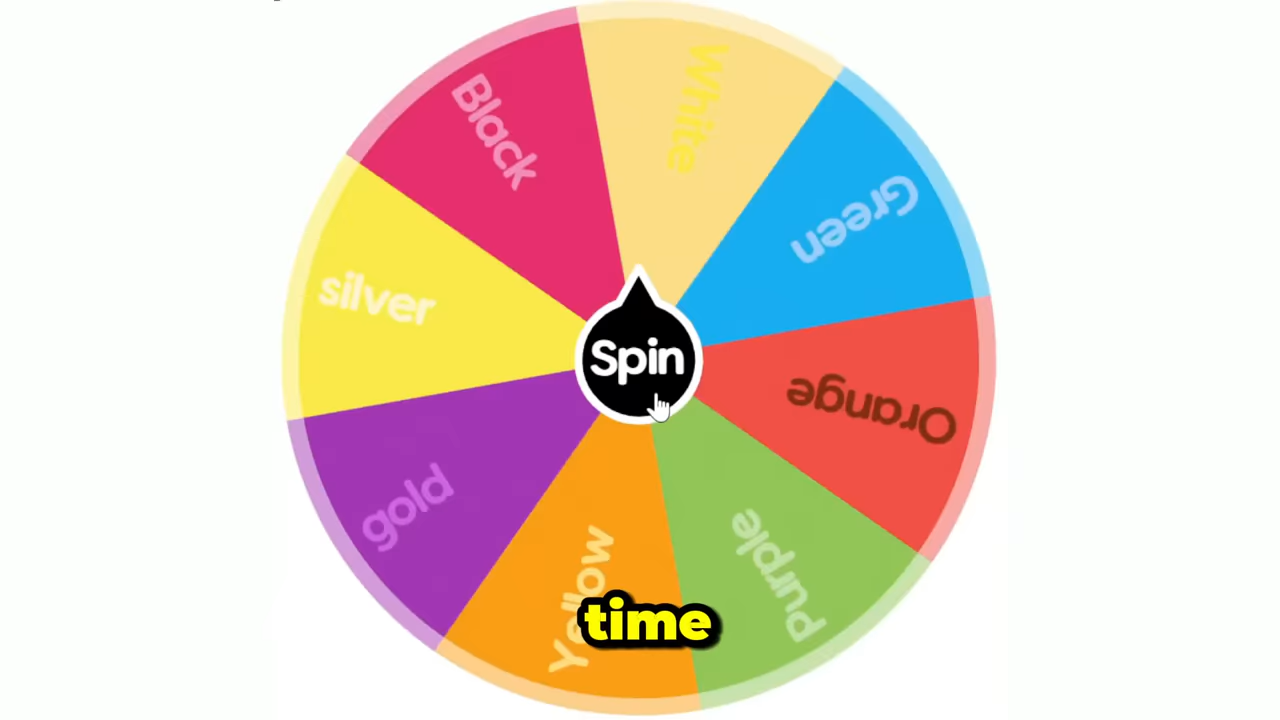 White
Green
Orange
Purple
Yellow
gold
silver
Black
Spin
time